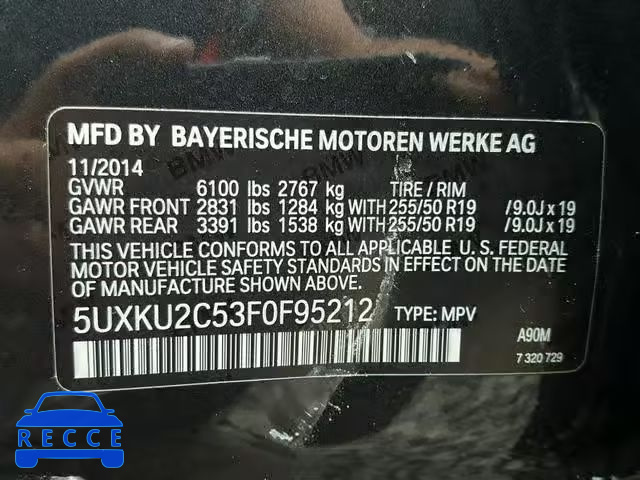 MFD BY BAYERISCHE MOTOREN WERKE AG
11/2014
GVWR 6100 lbs 2767 kg TIRE / RIM
GAWR FRONT 2831 lbs 1284 kg WITH 255/50 R19 /9.0J x 19
GAWR REAR 3391 lbs 1538 kg WITH 255/50 R19 /9.0J x 19
THIS VEHICLE CONFORMS TO ALL APPLICABLE U. S. FEDERAL
MOTOR VEHICLE SAFETY STANDARDS IN EFFECT ON THE DATE
OF MANUFACTURE SHOWN ABOVE.
5UXKU2C53F0F95212 TYPE: MPV
A90M
7 320 729
RECCE